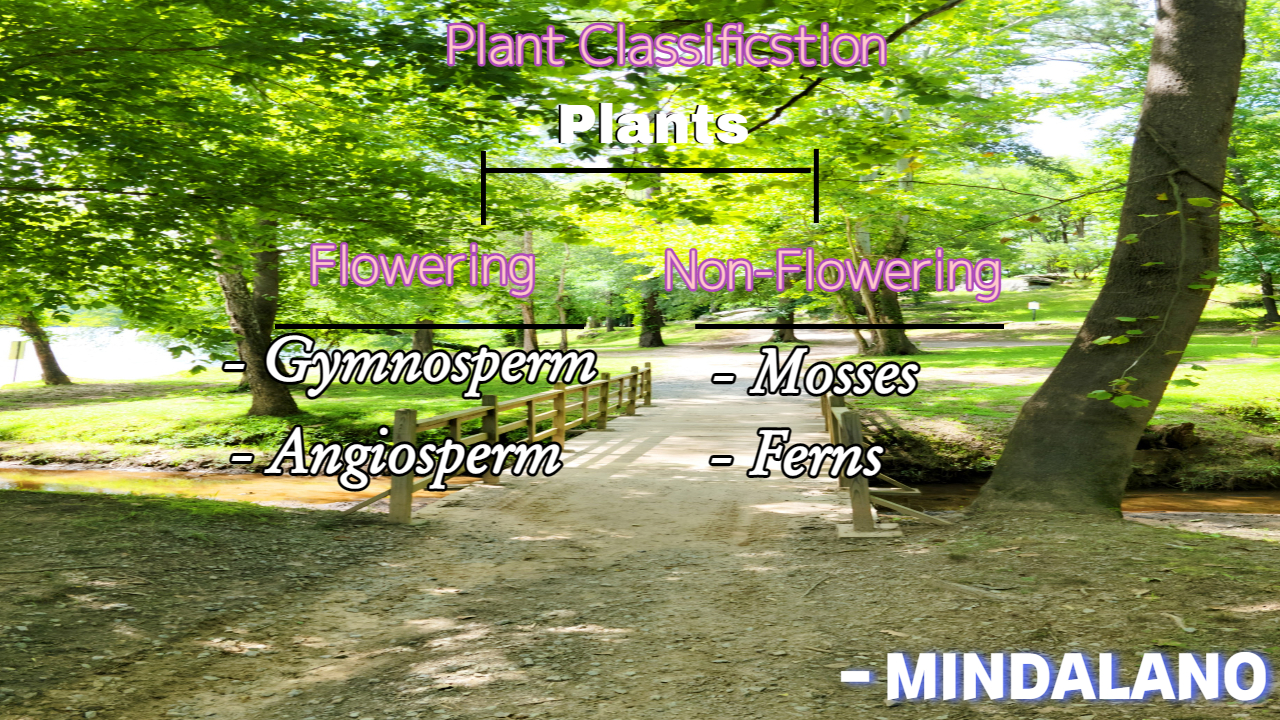 Plant Classificstion
Plants
Flowering
Non-Flowering
- Gymnosperm
- Mosses
- Angiosperm
- Ferns
- MINDALANO